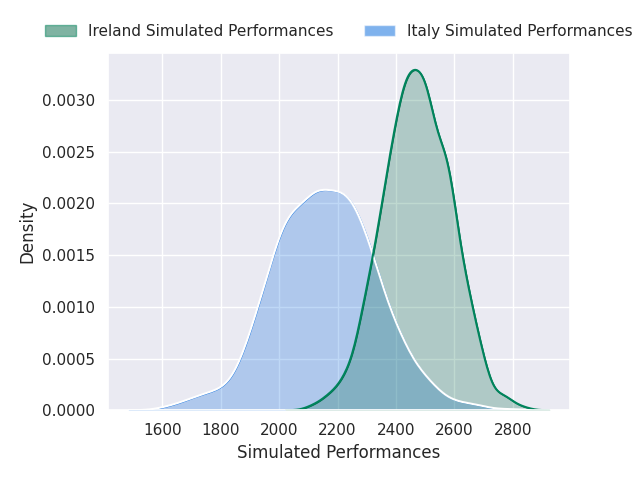 Ireland Simulated Performances Italy Simulated Performances
0.0030
0.0025
0.0020
0.0015
0.0010
0.0005
0.0000
Density
1600 1800 2000 2200 2400 2600 2800
Simulated Performances